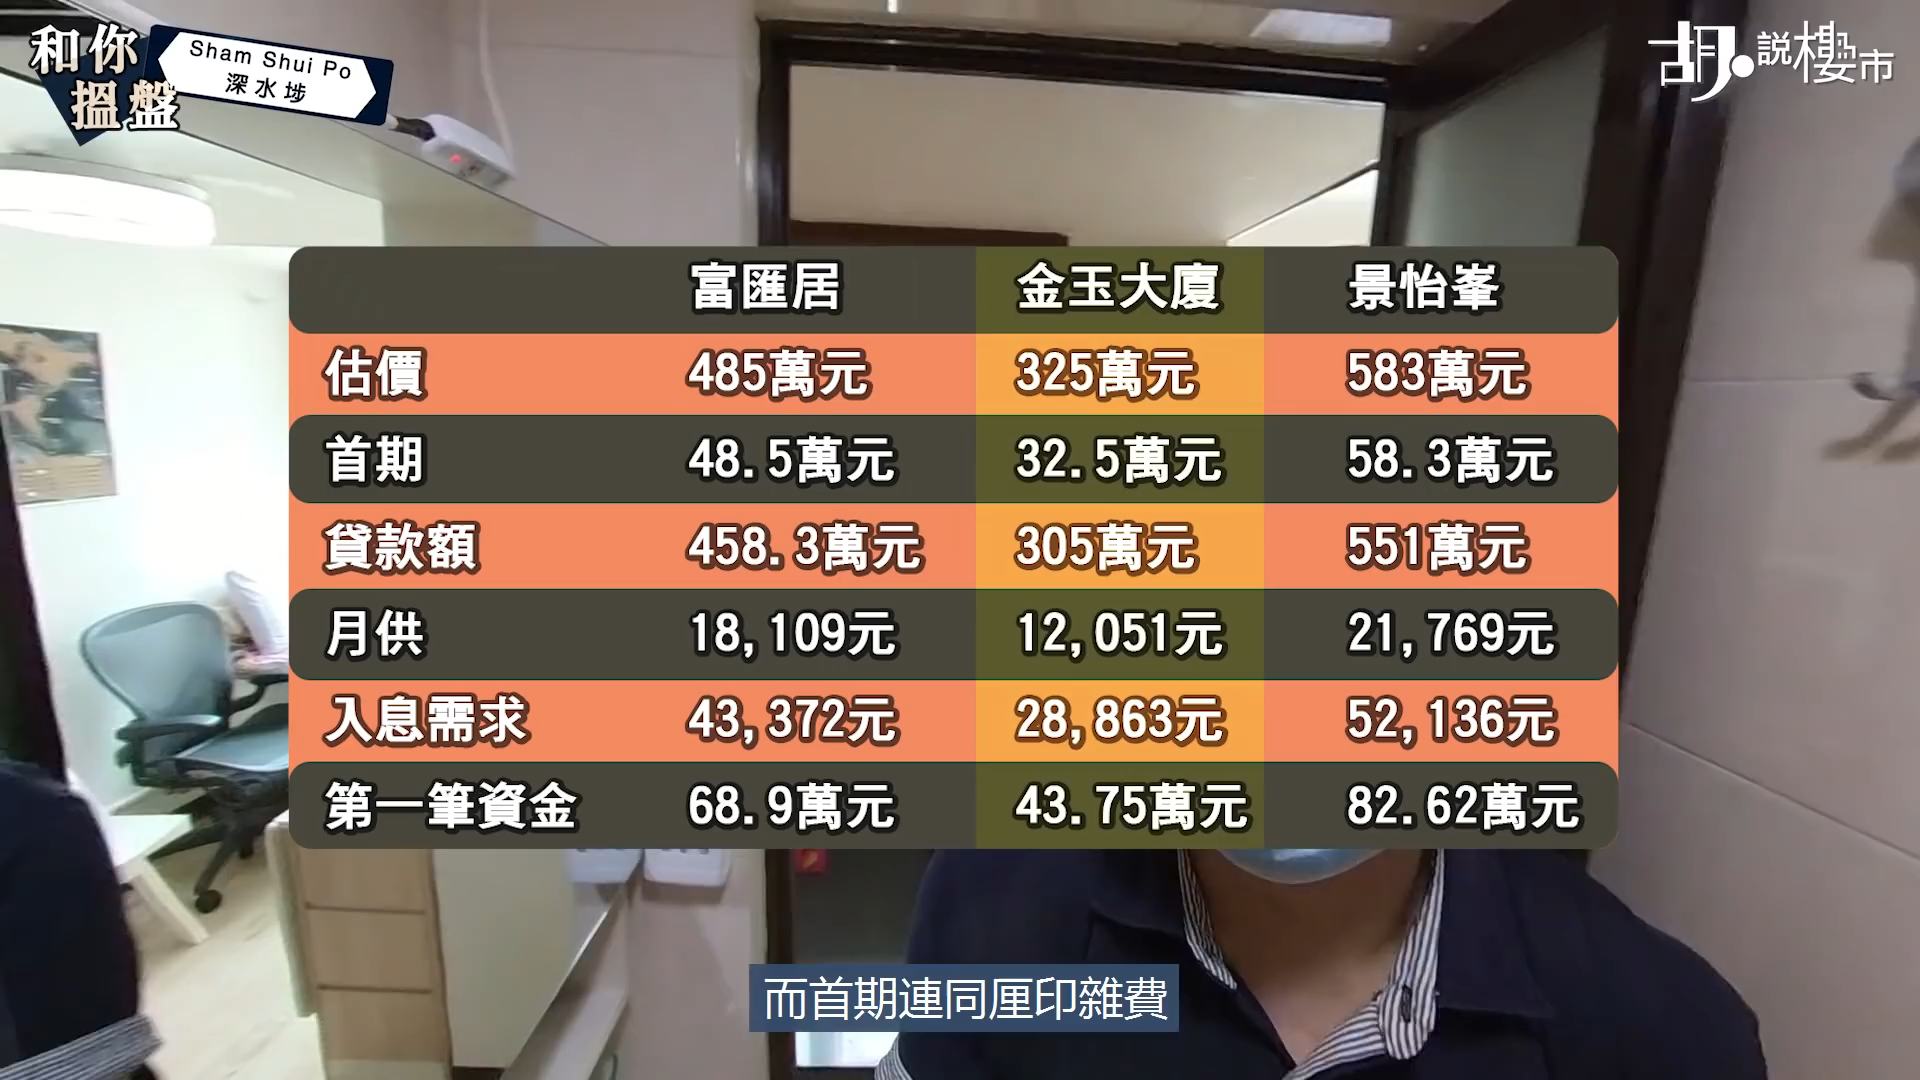 和你
搵盤
Sham Shui Po
深水埗
胡.說樓市
富匯居 金玉大廈 景怡峯
估價 485萬元 325萬元 583萬元
首期 48.5萬元 32.5萬元 58.3萬元
貸款額 458.3萬元 305萬元 551萬元
月供 18,109元 12,051元 21,769元
入息需求 43,372元 28,863元 52,136元
第一筆資金 68.9萬元 43.75萬元 82.62萬元
而首期連同厘印雜費